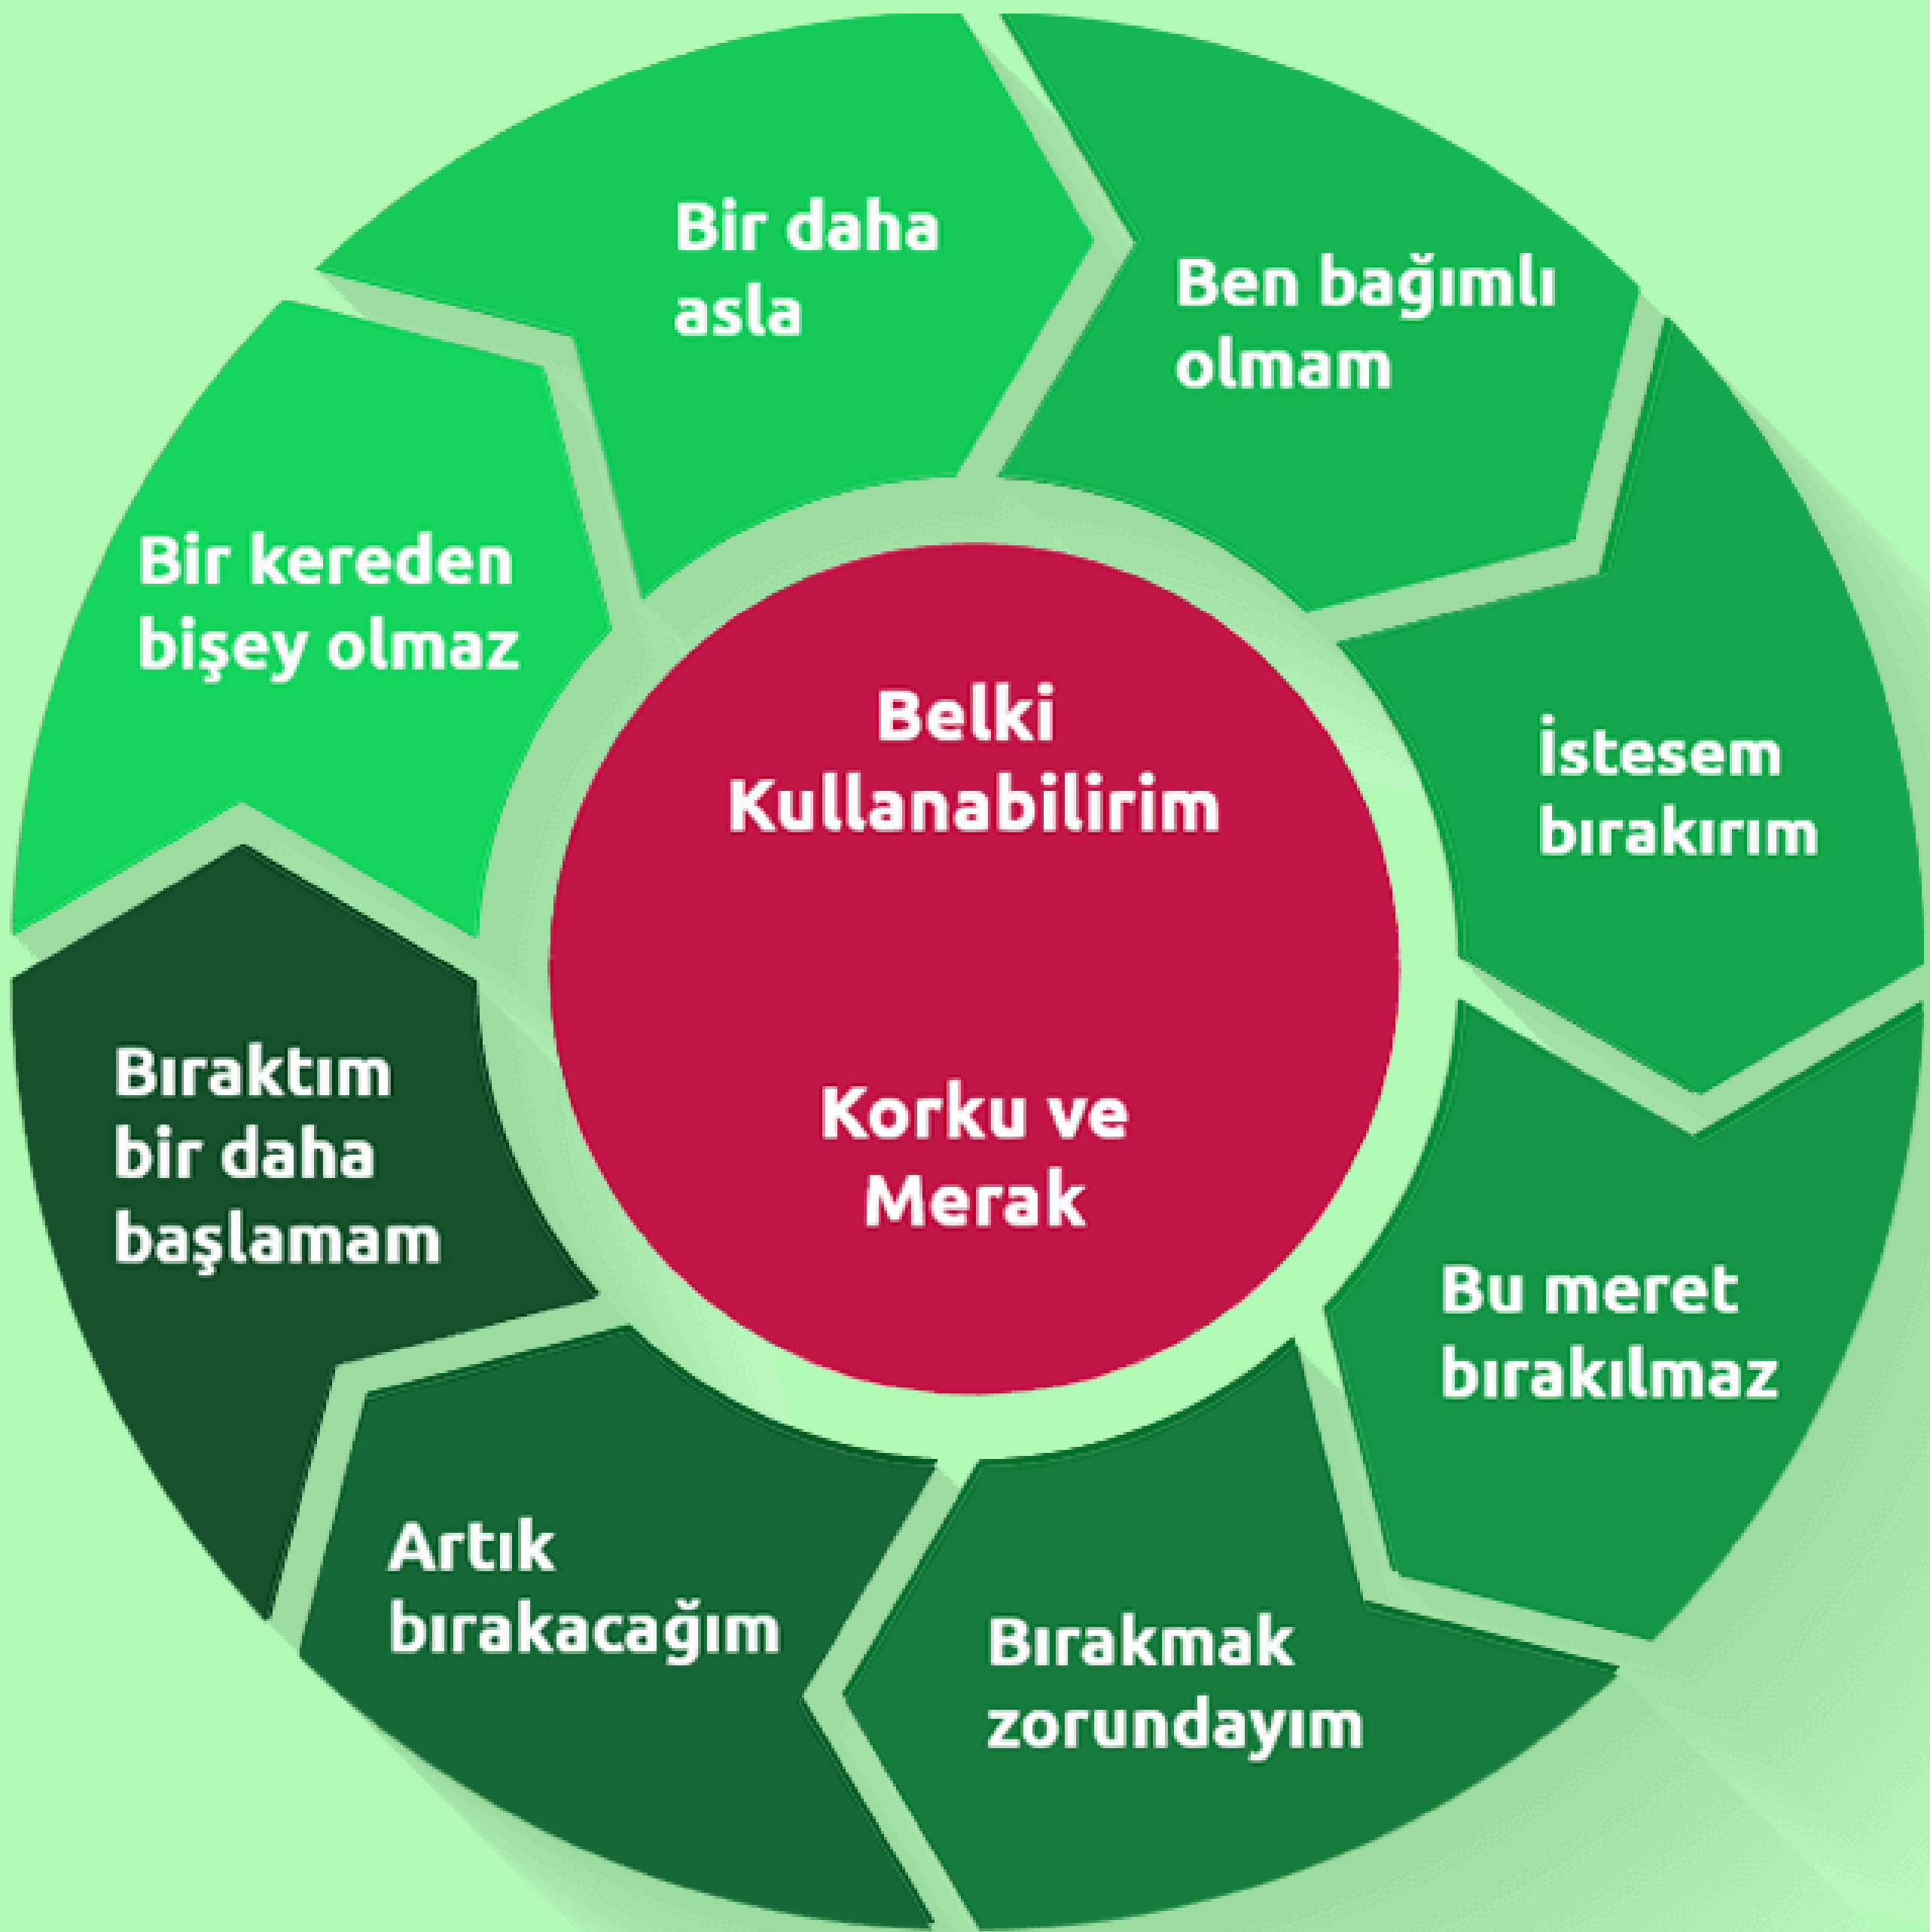 Bir daha
asla
Ben bağımlı
olmam
İstesem
bırakırım
Bu meret
bırakılmaz
Bırakmak
zorundayım
Artık
bırakacağım
Bıraktım
bir daha
başlamam
Bir kereden
bişey olmaz
Belki
Kullanabilirim
Korku ve
Merak